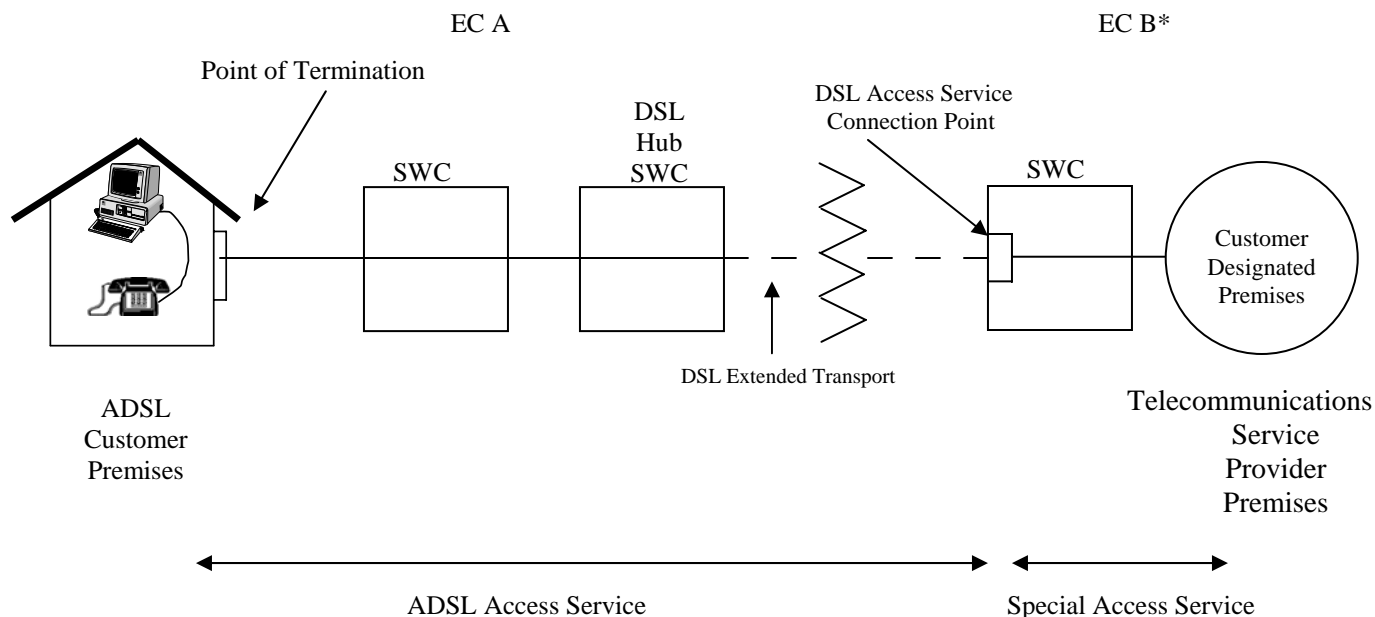 EC A
EC B*
Point of Termination
DSL Access Service
Connection Point
DSL
Hub
SWC
SWC
SWC
Customer
Designated
Premises
DSL Extended Transport
ADSL
Customer
Premises
Telecommunications
Service
Provider
Premises
ADSL Access Service
Special Access Service